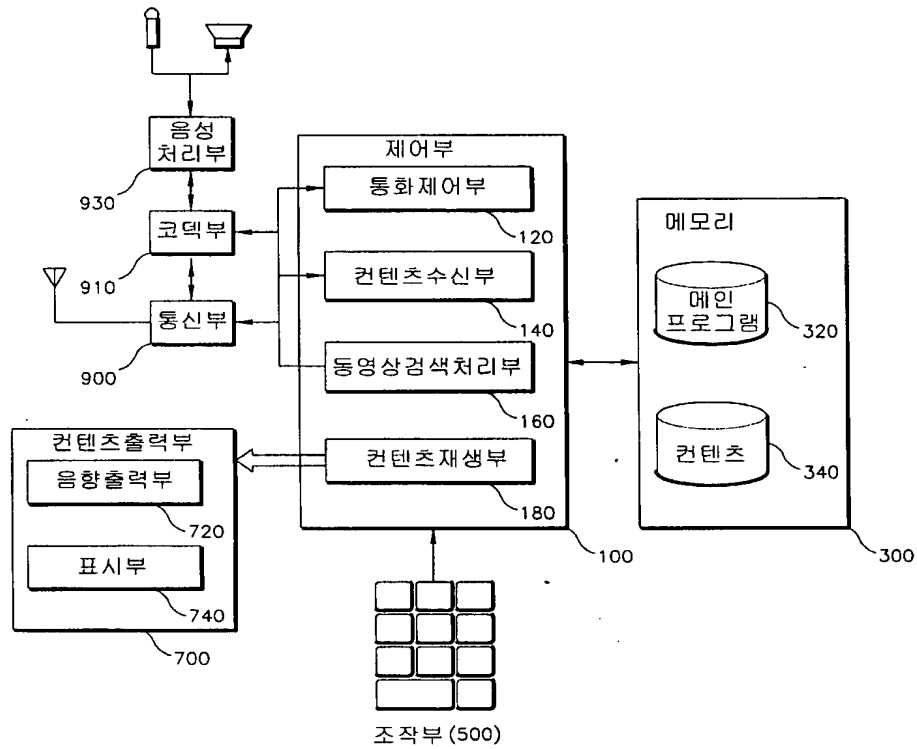 음성
처리부
930
코덱부
910
통신부
900
제어부
통화제어부
120
컨텐츠수신부
140
동영상검색처리부
160
컨텐츠재생부
180
100
메모리
메인
프로그램
320
컨텐츠
340
300
컨텐츠출력부
음향출력부
720
표시부
740
700
조작부(500)